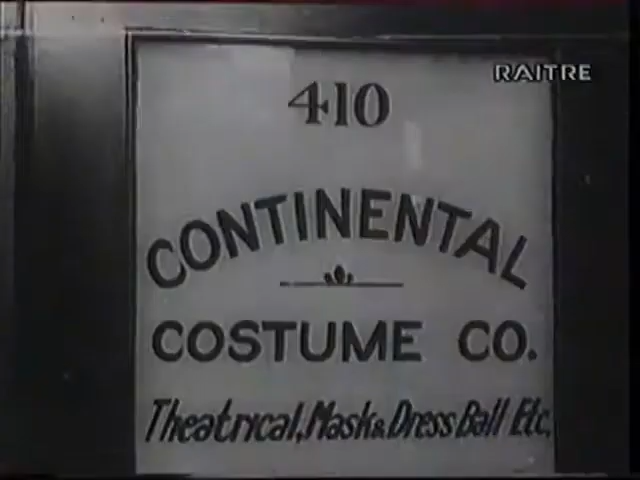 RAITRE
410
CONTINENTAL
COSTUME CO.
Theatrical, Mask & Dress Ball Etc.